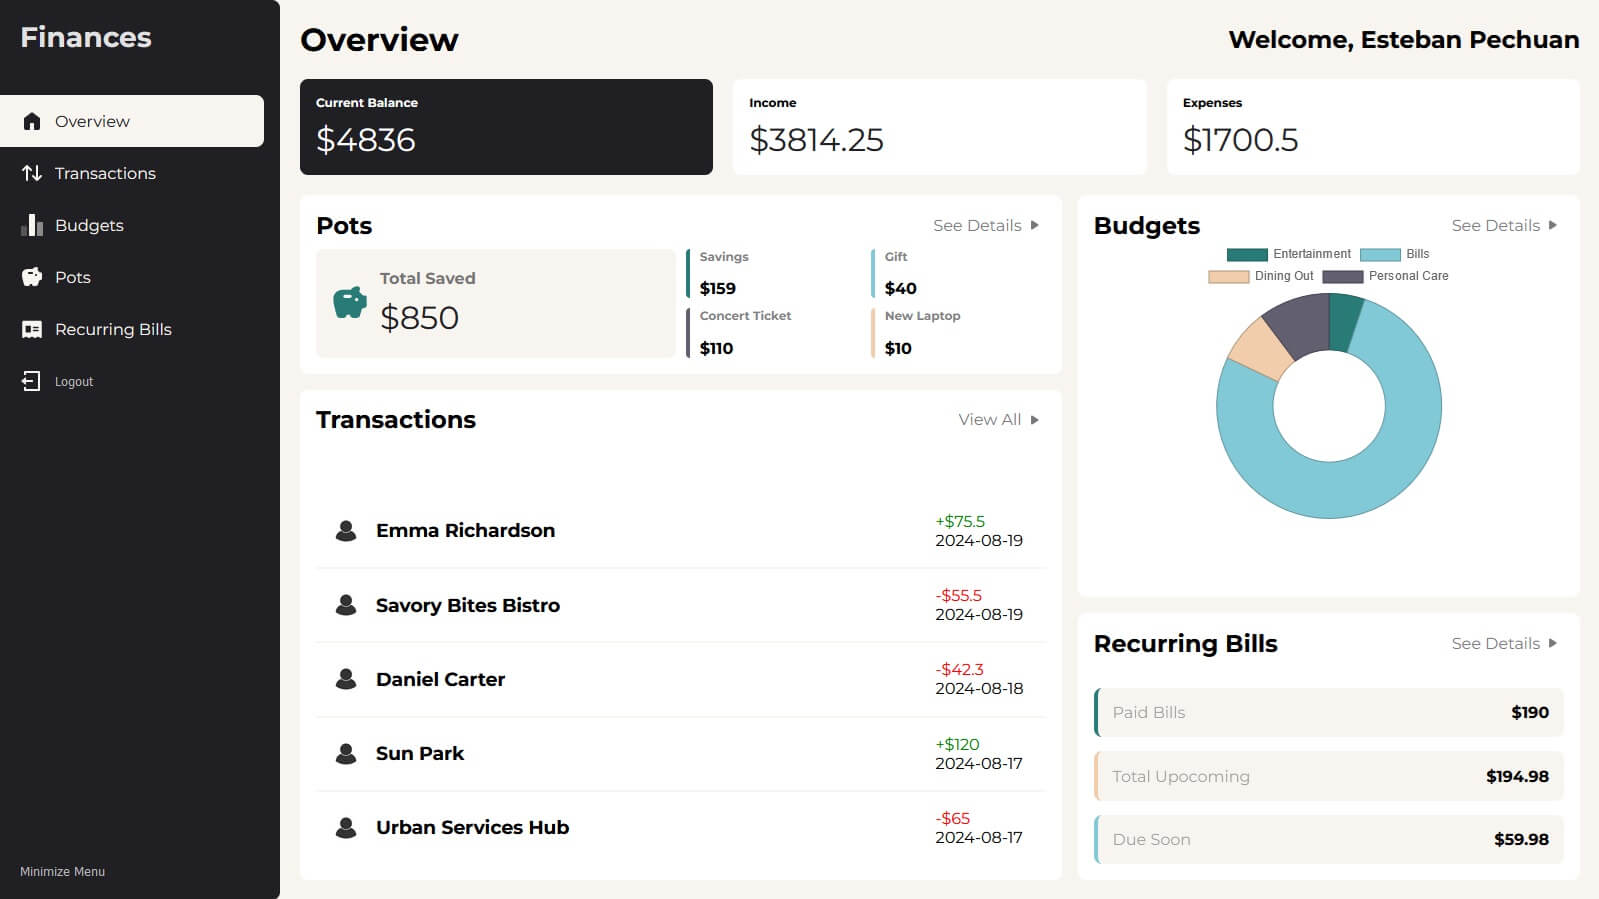 Finances
Overview
Transactions
Budgets
Pots
Recurring Bills
Logout
Minimize Menu
Overview
Welcome, Esteban Pechuan
Current Balance
$4836
Income
$3814.25
Expenses
$1700.5
Pots
See Details
Total Saved
$850
Savings
$159
Gift
$40
Concert Ticket
$110
New Laptop
$10
Transactions
View All
Emma Richardson
+$75.5
2024-08-19
Savory Bites Bistro
-$55.5
2024-08-19
Daniel Carter
-$42.3
2024-08-18
Sun Park
+$120
2024-08-17
Urban Services Hub
-$65
2024-08-17
Budgets
See Details
Entertainment
Bills
Dining Out
Personal Care
Recurring Bills
See Details
Paid Bills
$190
Total Upocoming
$194.98
Due Soon
$59.98